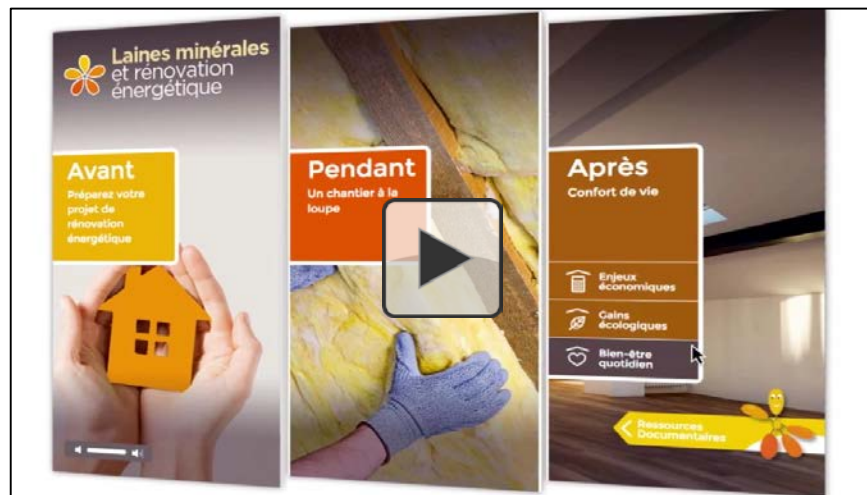 Laines minérales
et rénovation
énergétique
Avant
Préparez votre
projet de
rénovation
énergétique
Pendant
Un chantier à la
loupe
Après
Confort de vie
Enjeux
économiques
Gains
écologiques
Bien-être
quotidien
Ressources
Documentaires